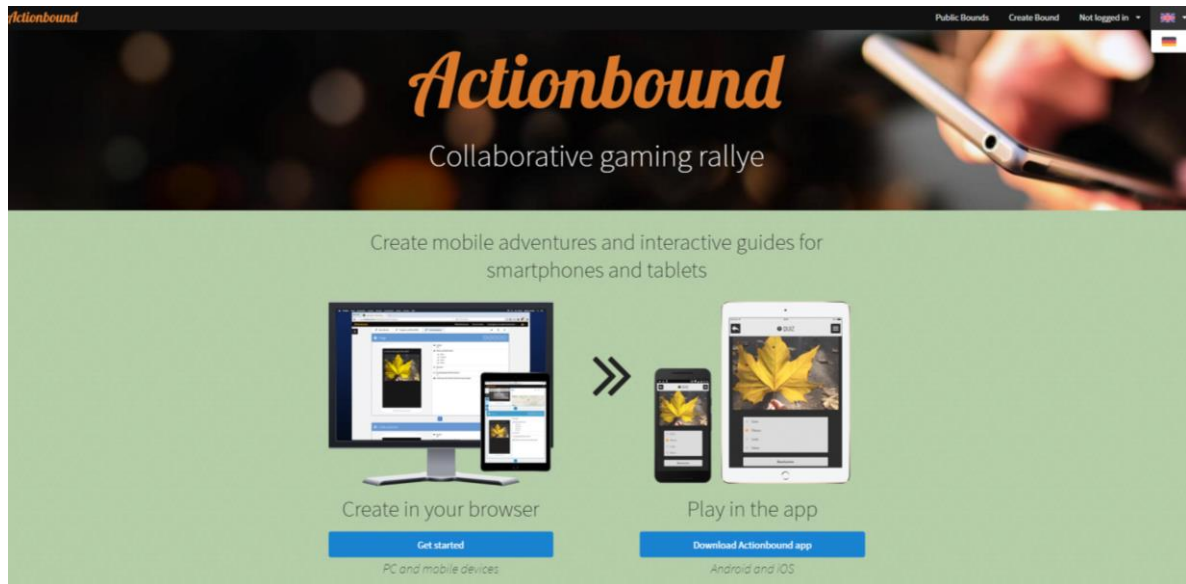 Actionbound
Public Bounds Create Bound Not logged in
Actionbound
Collaborative gaming rallye
Create mobile adventures and interactive guides for
smartphones and tablets
QUIZ
Create in your browser
Play in the app
Get started
Download Actionbound app
PC and mobile devices
Android and iOS